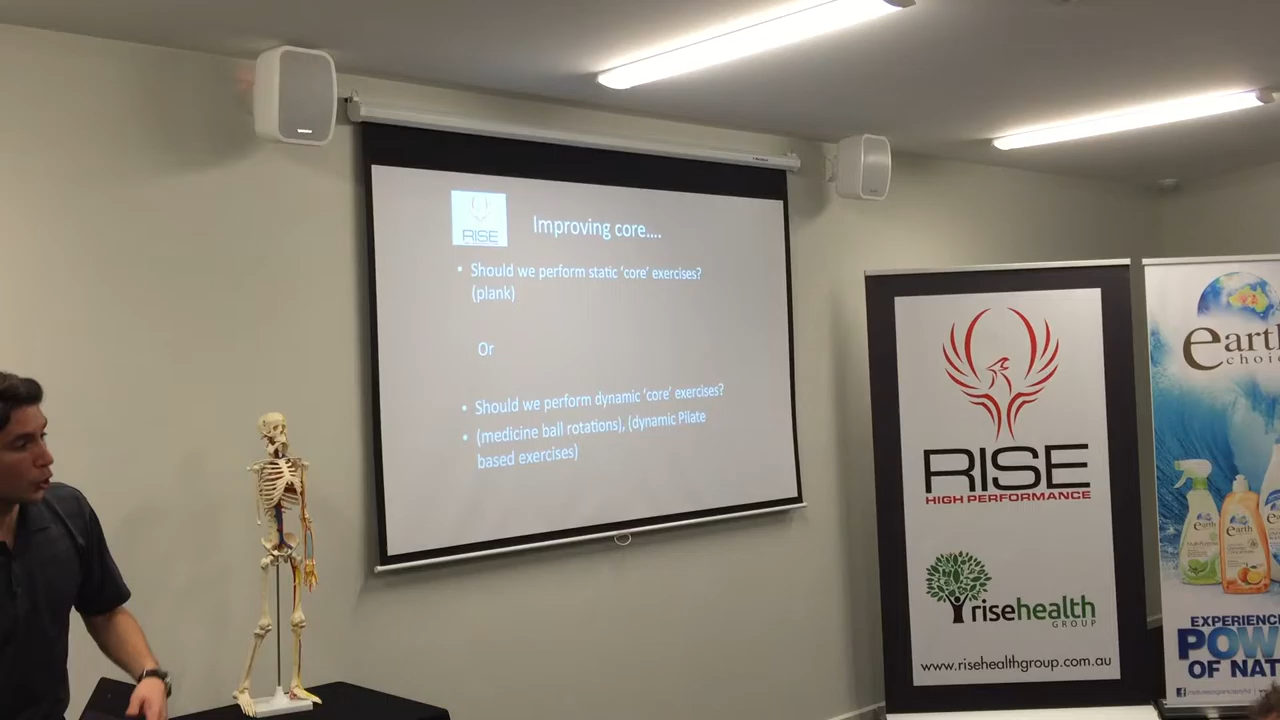 RISE
Improving core....
• Should we perform static 'core' exercises?
(plank)
Or
• Should we perform dynamic 'core' exercises?
• (medicine ball rotations), (dynamic Pilate
based exercises)
RISE
HIGH PERFORMANCE
risehealth
GROUP
www.risehealthgroup.com.au
earth
choice
earth
earth
EXPERIENCE
POW
OF NAT